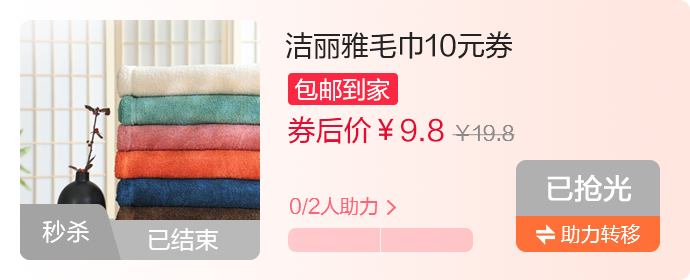 洁丽雅毛巾10元券
包邮到家
券后价￥9.8 ￥19.8
0/2人助力 >
已抢光
助力转移
秒杀
已结束